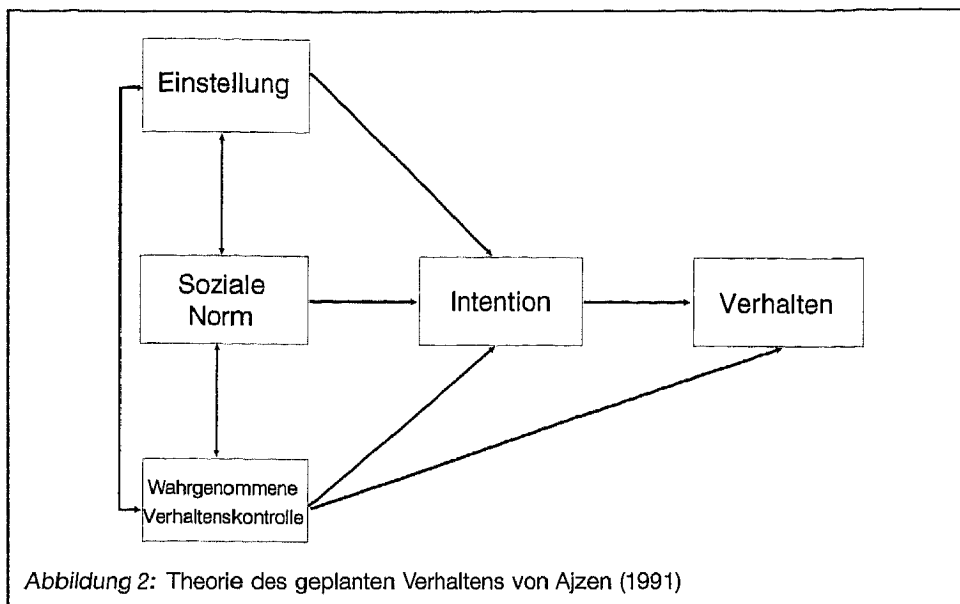 Einstellung
Soziale
Norm
Intention
Verhalten
Wahrgenommene
Verhaltenskontrolle
Abbildung 2: Theorie des geplanten Verhaltens von Ajzen (1991)